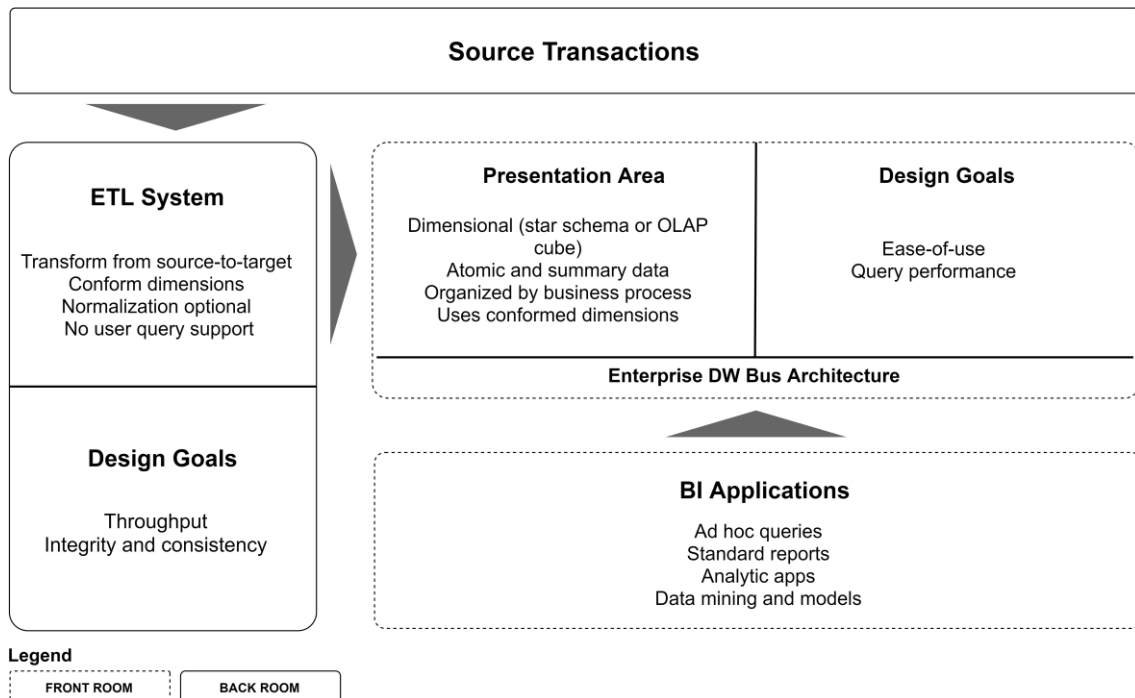 Source Transactions
ETL System
Transform from source-to-target
Conform dimensions
Normalization optional
No user query support
Design Goals
Throughput
Integrity and consistency
Presentation Area
Dimensional (star schema or OLAP
cube)
Atomic and summary data
Organized by business process
Uses conformed dimensions
Design Goals
Ease-of-use
Query performance
Enterprise DW Bus Architecture
BI Applications
Ad hoc queries
Standard reports
Analytic apps
Data mining and models
Legend
FRONT ROOM
BACK ROOM